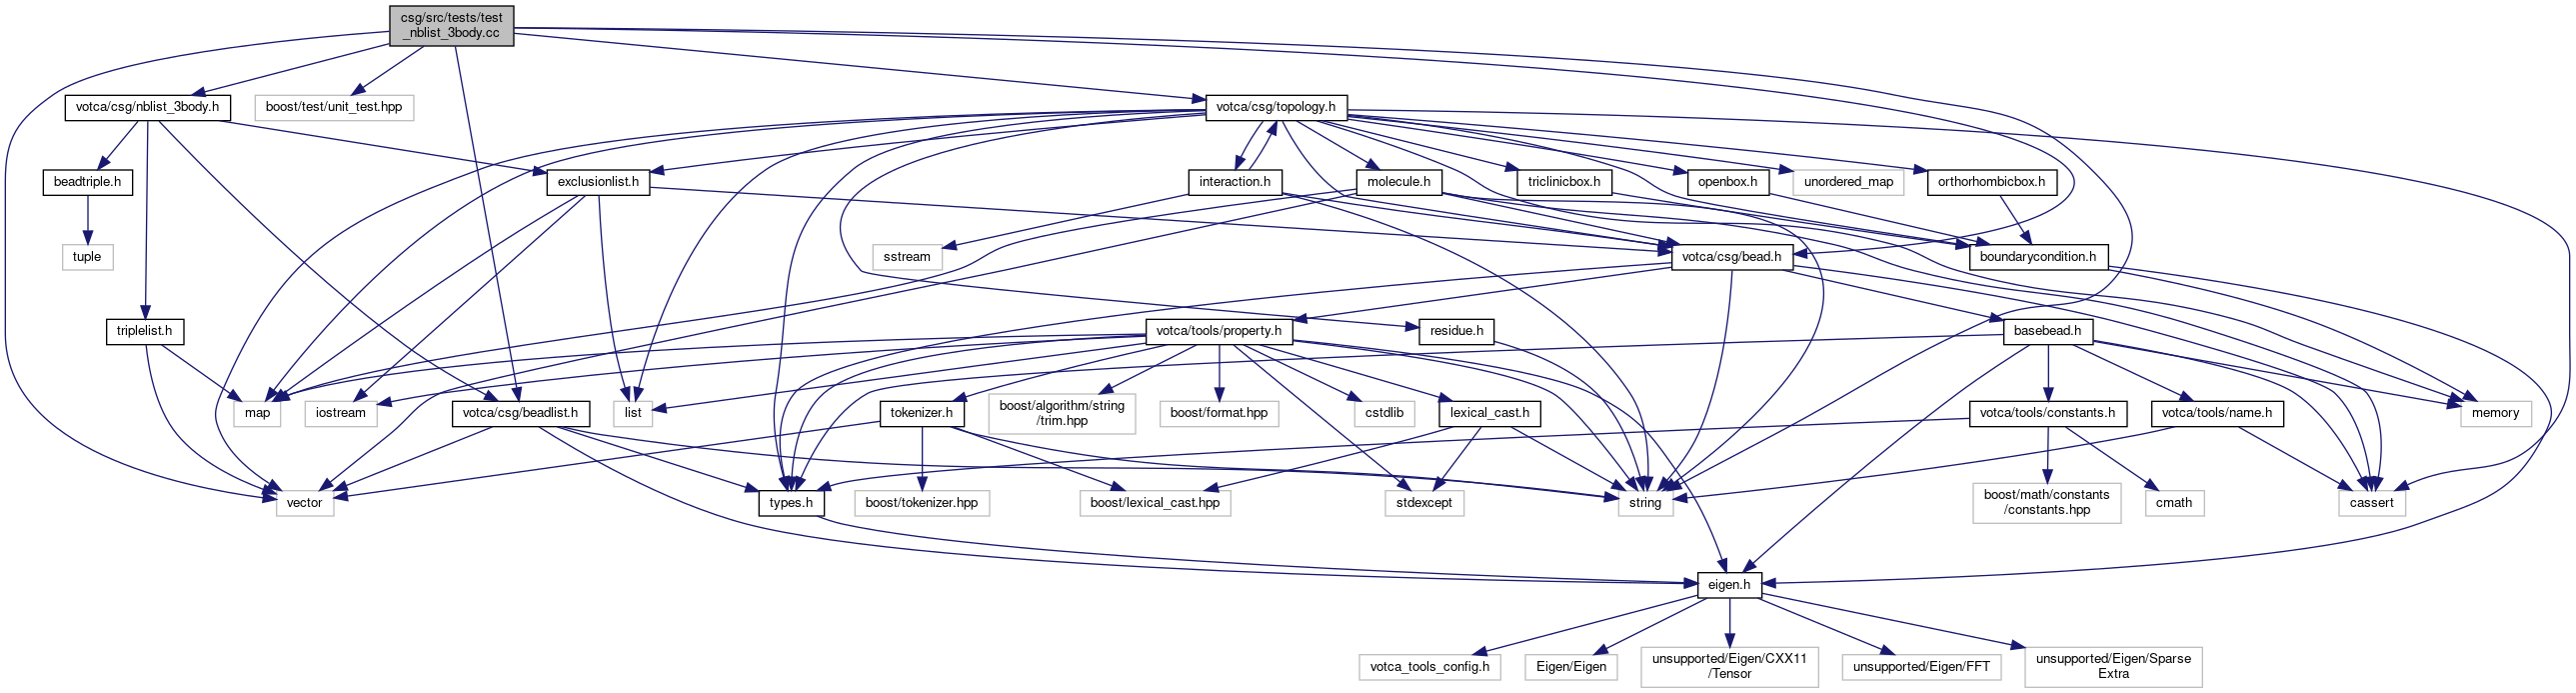 csg/src/tests/test
_nblist_3body.cc
votca/csg/nblist_3body.h
boost/test/unit_test.hpp
votca/csg/topology.h
beadtriple.h
exclusionlist.h
interaction.h
molecule.h
triclinicbox.h
openbox.h
unordered_map
orthorhombicbox.h
tuple
sstream
votca/csg/bead.h
boundarycondition.h
triplelist.h
votca/tools/property.h
residue.h
basebead.h
map
iostream
votca/csg/beadlist.h
list
tokenizer.h
boost/algorithm/string
/trim.hpp
boost/format.hpp
cstdlib
lexical_cast.h
votca/tools/constants.h
votca/tools/name.h
memory
vector
types.h
boost/tokenizer.hpp
boost/lexical_cast.hpp
stdexcept
string
boost/math/constants
/constants.hpp
cmath
cassert
eigen.h
votca_tools_config.h
Eigen/Eigen
unsupported/Eigen/CXX11
/Tensor
unsupported/Eigen/FFT
unsupported/Eigen/Sparse
Extra